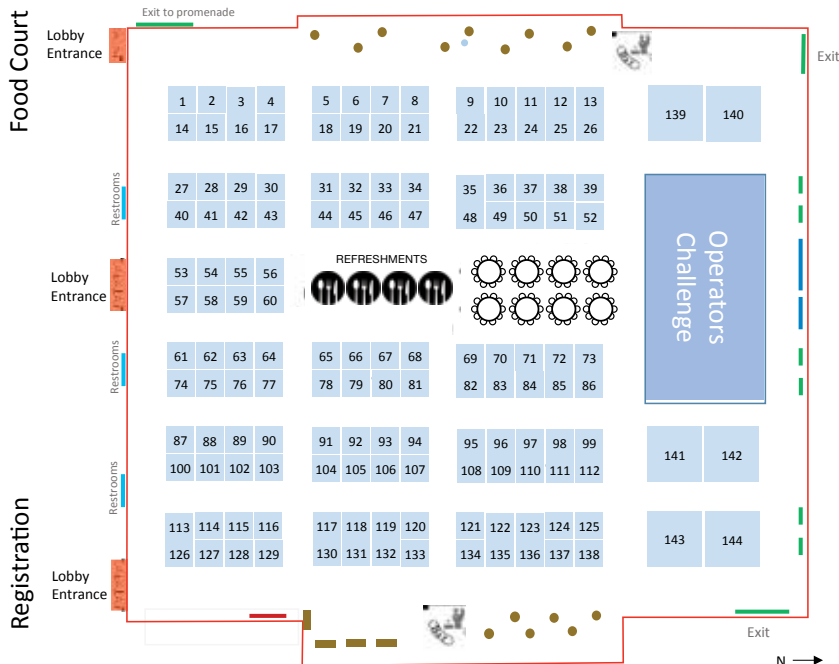 Exit to promenade
Lobby
Entrance
Food Court
Exit
1 2 3 4 5 6 7 8 9 10 11 12 13 139 140
14 15 16 17 18 19 20 21 22 23 24 25 26
Restrooms
27 28 29 30 31 32 33 34 35 36 37 38 39
40 41 42 43 44 45 46 47 48 49 50 51 52
Operators
Challenge
Lobby
Entrance
REFRESHMENTS
53 54 55 56
57 58 59 60
Restrooms
61 62 63 64 65 66 67 68 69 70 71 72 73
74 75 76 77 78 79 80 81 82 83 84 85 86
87 88 89 90 91 92 93 94 95 96 97 98 99 141 142
100 101 102 103 104 105 106 107 108 109 110 111 112
Restrooms
Registration
113 114 115 116 117 118 119 120 121 122 123 124 125 143 144
126 127 128 129 130 131 132 133 134 135 136 137 138
Lobby
Entrance
Exit
N